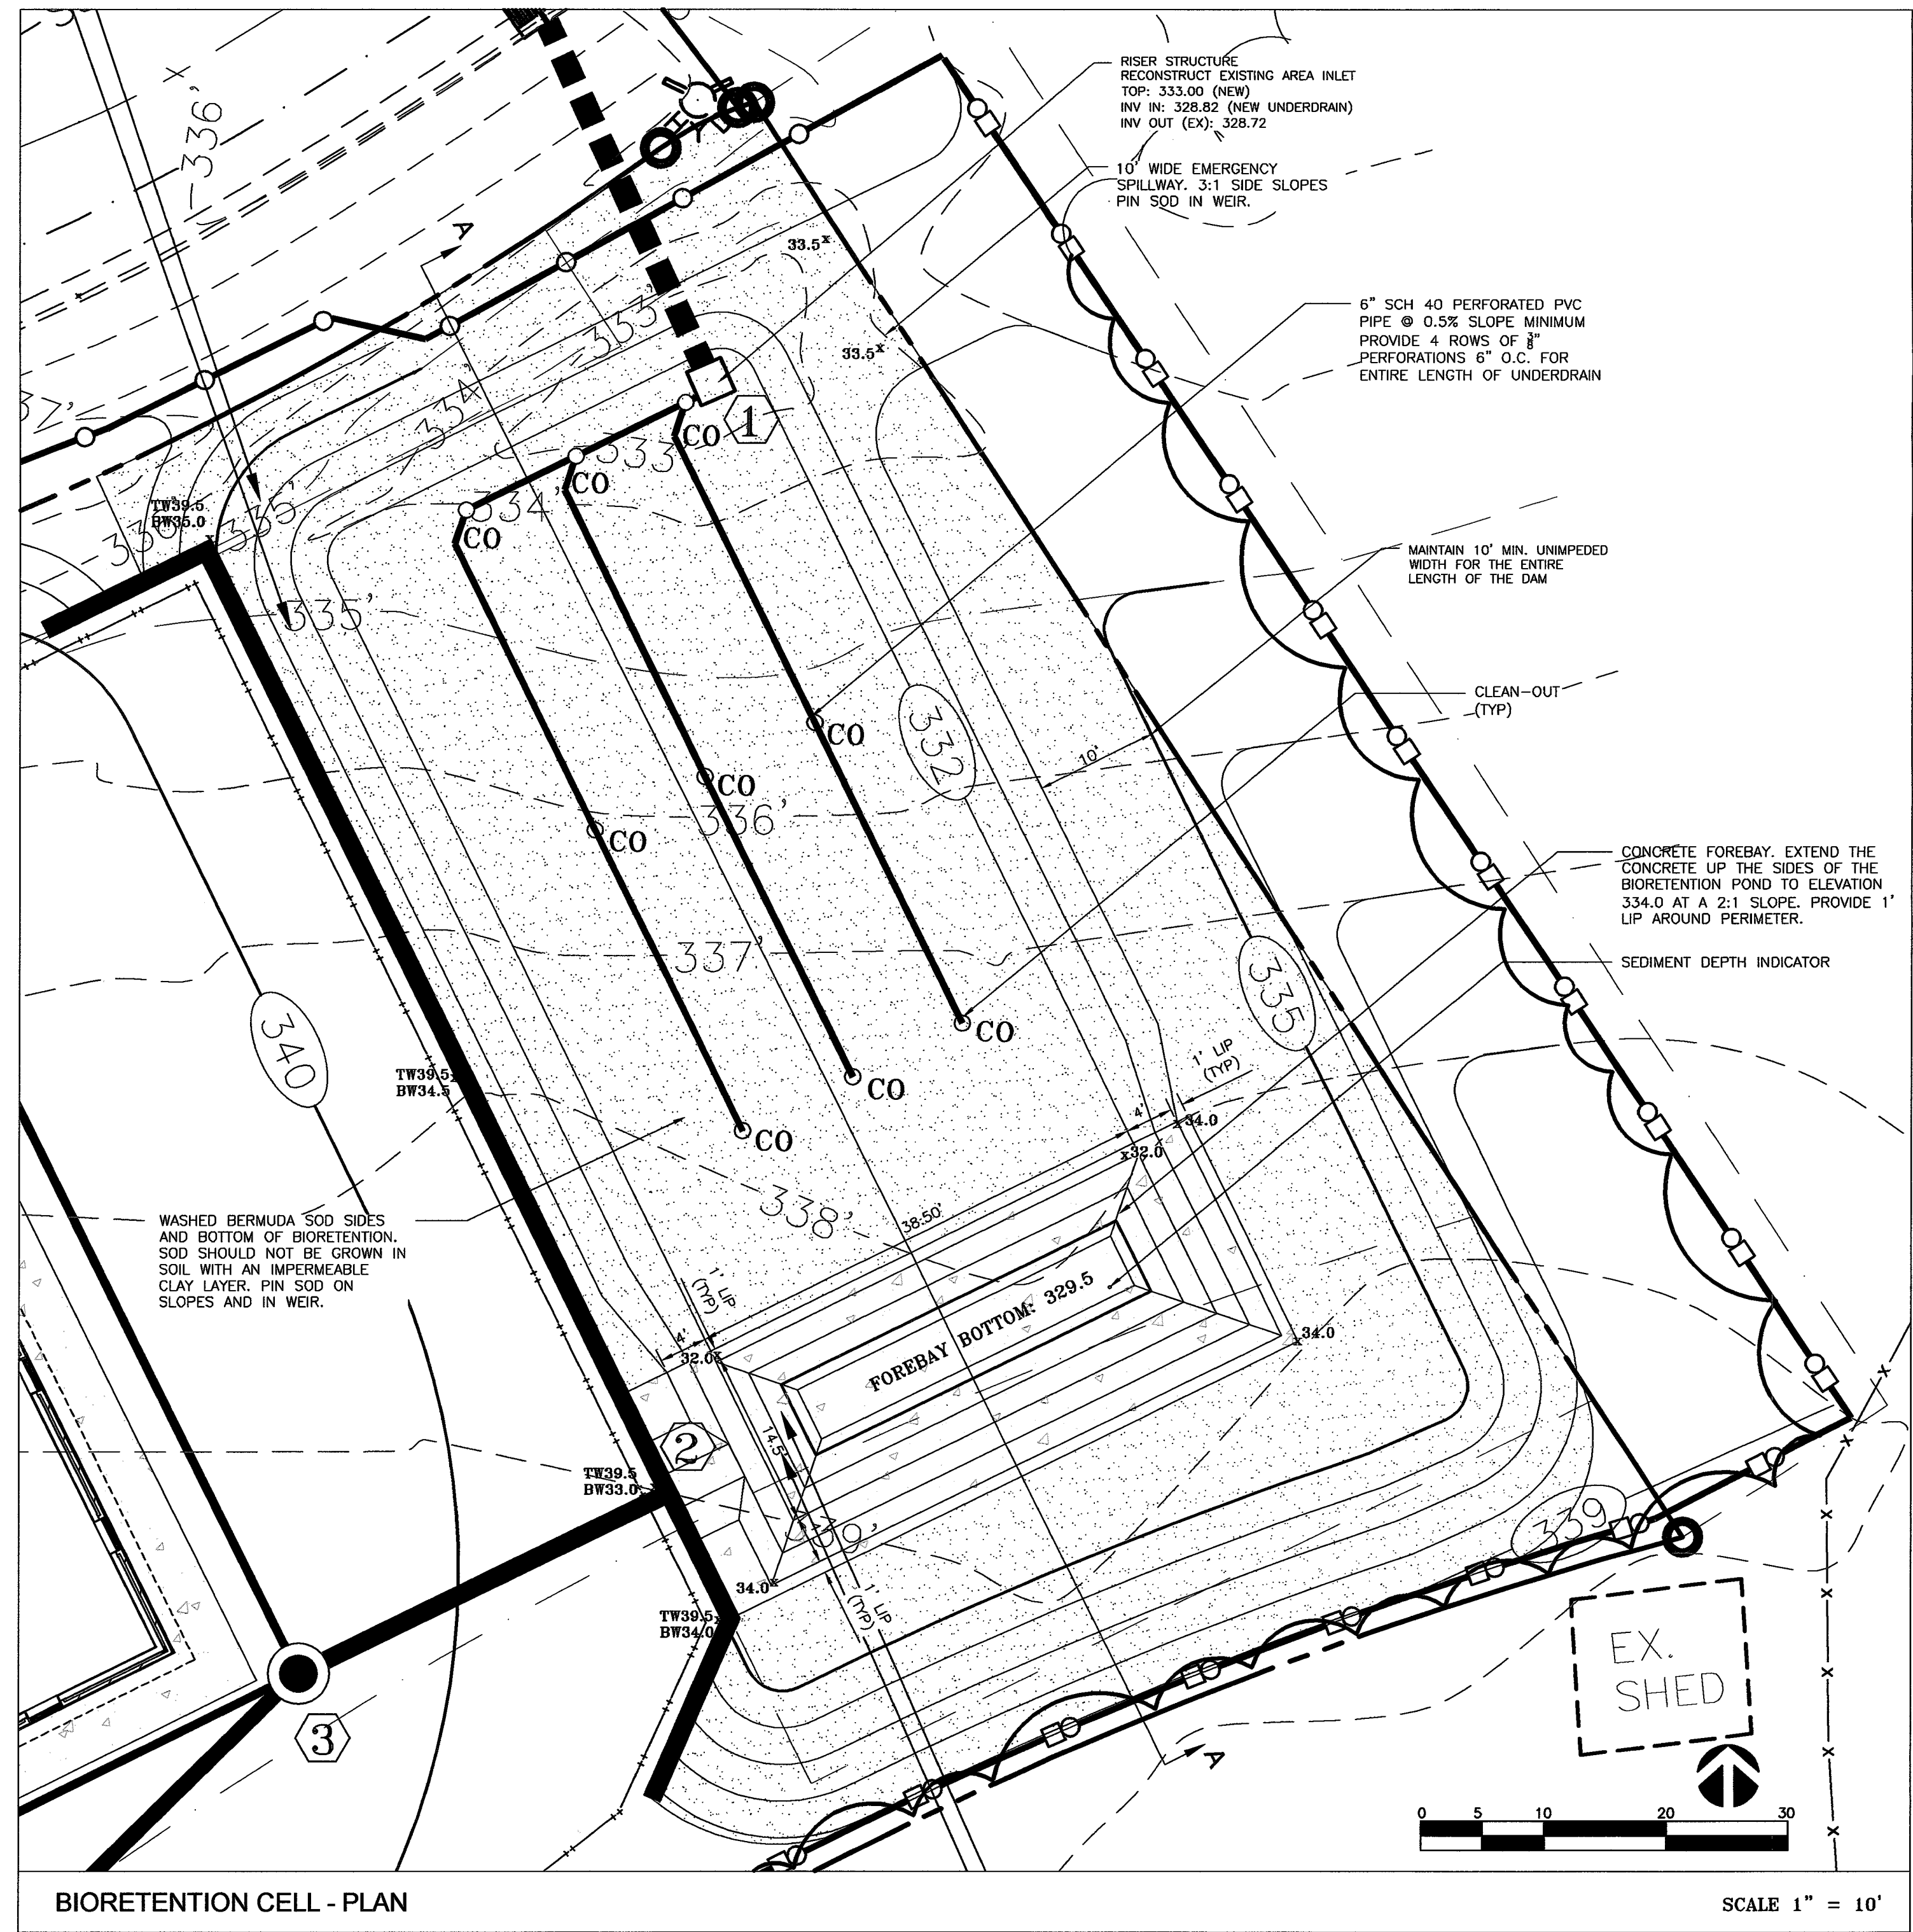 RISER STRUCTURE
RECONSTRUCT EXISTING AREA INLET
TOP: 333.00 (NEW)
INV IN: 328.82 (NEW UNDERDRAIN)
INV OUT (EX): 328.72
10' WIDE EMERGENCY
SPILLWAY. 3:1 SIDE SLOPES
PIN SOD IN WEIR.
6" SCH 40 PERFORATED PVC
PIPE @ 0.5% SLOPE MINIMUM
PROVIDE 4 ROWS OF 3/8"
PERFORATIONS 6" O.C. FOR
ENTIRE LENGTH OF UNDERDRAIN
MAINTAIN 10' MIN. UNIMPEDED
WIDTH FOR THE ENTIRE
LENGTH OF THE DAM
CLEAN-OUT
(TYP)
CONCRETE FOREBAY. EXTEND THE
CONCRETE UP THE SIDES OF THE
BIORETENTION POND TO ELEVATION
334.0 AT A 2:1 SLOPE. PROVIDE 1'
LIP AROUND PERIMETER.
SEDIMENT DEPTH INDICATOR
336'
A
33.5
33.5
333'
334'
1
CO
333'
CO
334'
CO
TW39.5
BW35.0
335'
335'
332
CO
10'
CO
336'
CO
337'
335
340
CO
CO
CO
TW39.5
BW34.5
1' LIP
(TYP)
4'
34.0
32.0
338'
38.50'
WASHED BERMUDA SOD SIDES
AND BOTTOM OF BIORETENTION.
SOD SHOULD NOT BE GROWN IN
SOIL WITH AN IMPERMEABLE
CLAY LAYER. PIN SOD ON
SLOPES AND IN WEIR.
1' LIP
(TYP)
4'
32.0
FOREBAY BOTTOM: 329.5
34.0
2
14.5'
TW39.5
BW33.0
339
34.0
1' LIP
(TYP)
TW39.5
BW34.0
3
A
EX.
SHED
0 5 10 20 30
BIORETENTION CELL - PLAN
SCALE 1" = 10'